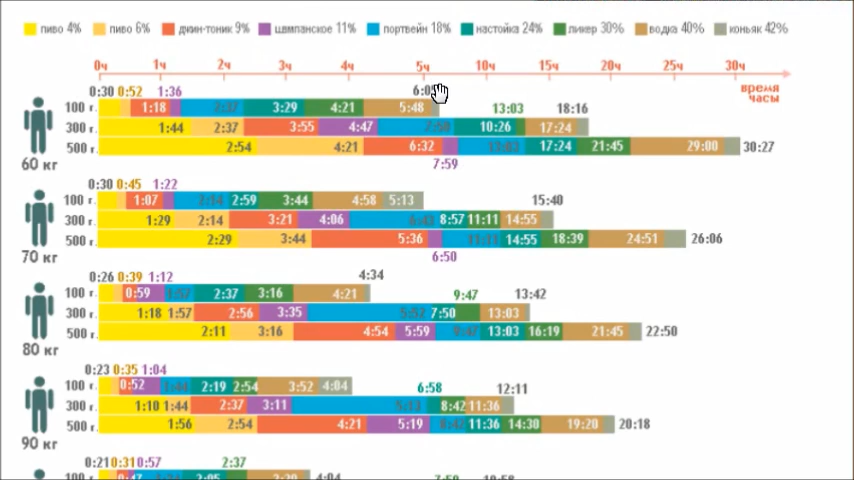 пиво 4% пиво 6% джин-тоник 9% шампанское 11% портвейн 18% настойка 24% ликер 30% водка 40% коньяк 42%
0ч 1ч 2ч 3ч 4ч 5ч 10ч 15ч 20ч 25ч 30ч
время
часы
0:30 0:52 1:36
100 г. 1:18 2:37 3:29 4:21 5:48 13:03 18:16
300 г. 1:44 2:37 3:55 4:47 10:26 17:24
500 г. 2:54 4:21 6:32 13:03 17:24 21:45 29:00 30:27
60 кг 7:59
0:30 0:45 1:22
100 г. 1:07 2:14 2:59 3:44 4:58 5:13 15:40
300 г. 1:29 2:14 3:21 4:06 8:57 11:11 14:55
500 г. 2:29 3:44 5:36 11:11 14:55 18:39 24:51 26:06
70 кг 6:50
0:26 0:39 1:12 4:34
100 г. 0:59 1:57 2:37 3:16 4:21 9:47 13:42
300 г. 1:18 1:57 2:56 3:35 5:52 7:50 13:03
500 г. 2:11 3:16 4:54 5:59 9:47 13:03 16:19 21:45 22:50
80 кг
0:23 0:35 1:04
100 г. 0:52 1:44 2:19 2:54 3:52 4:04 6:58 12:11
300 г. 1:10 1:44 2:37 3:11 5:13 8:42 11:36
500 г. 1:56 2:54 4:21 5:19 8:42 11:36 14:30 19:20 20:18
90 кг
0:21 0:31 0:57 2:37
100 г.